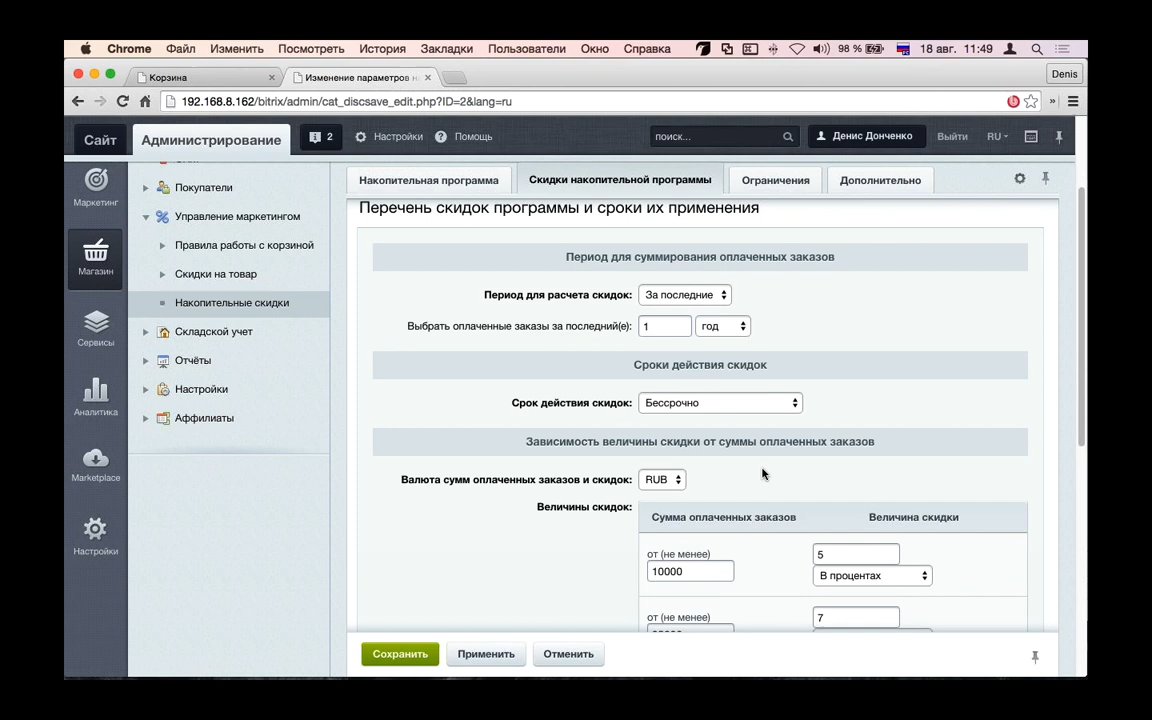 Chrome Файл Изменить Посмотреть История Закладки Пользователи Окно Справка 98 % 18 авг. 11:49
Корзина Изменение параметров Denis
192.168.8.162/bitrix/admin/cat_discsave_edit.php?ID=2&lang=ru
Сайт Администрирование 2 Настройки Помощь поиск... Денис Донченко Выйти RU
Маркетинг
Магазин
Сервисы
Аналитика
Marketplace
Настройки
Покупатели
Управление маркетингом
Правила работы с корзиной
Скидки на товар
Накопительные скидки
Складской учет
Отчёты
Настройки
Аффилиаты
Накопительная программа Скидки накопительной программы Ограничения Дополнительно
Перечень скидок программы и сроки их применения
Период для суммирования оплаченных заказов
Период для расчета скидок: За последние
Выбрать оплаченные заказы за последний(е): 1 год
Сроки действия скидок
Срок действия скидок: Бессрочно
Зависимость величины скидки от суммы оплаченных заказов
Валюта сумм оплаченных заказов и скидок: RUB
Величины скидок:
Сумма оплаченных заказов Величина скидки
от (не менее) 5
10000 В процентах
от (не менее) 7
Сохранить Применить Отменить